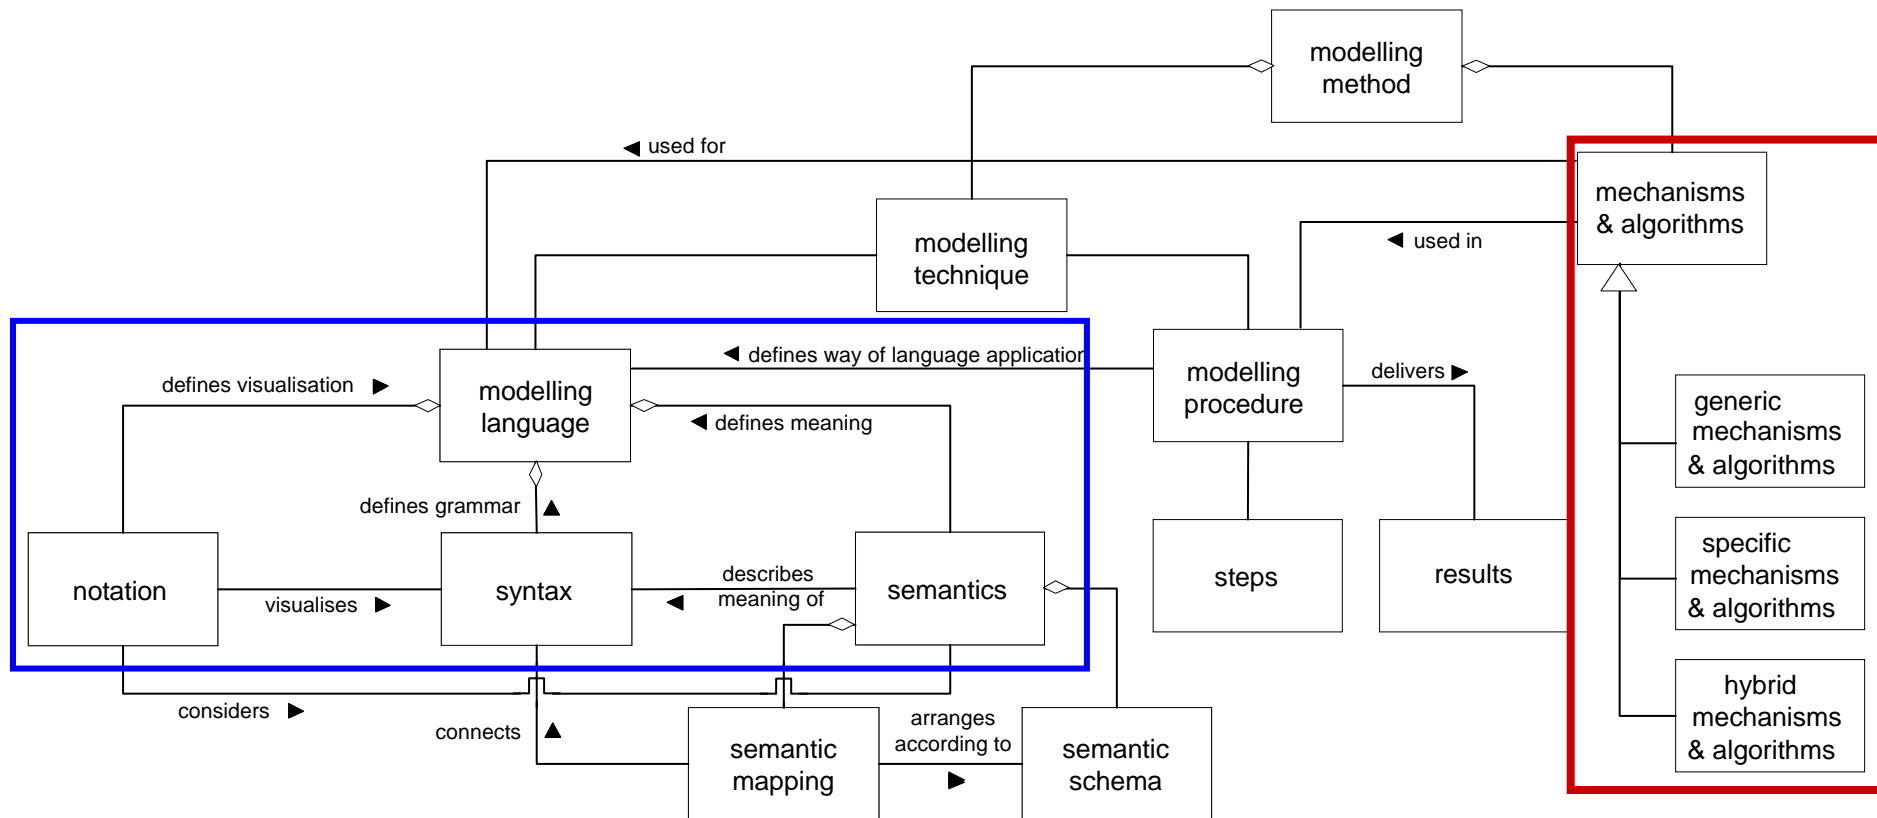 modelling
method
used for
mechanisms
& algorithms
modelling
technique
used in
defines way of language application
defines visualisation
modelling
language
defines meaning
modelling
procedure
delivers
generic
mechanisms
& algorithms
defines grammar
notation
visualises
syntax
describes
meaning of
semantics
steps
results
specific
mechanisms
& algorithms
considers
connects
semantic
mapping
arranges
according to
semantic
schema
hybrid
mechanisms
& algorithms